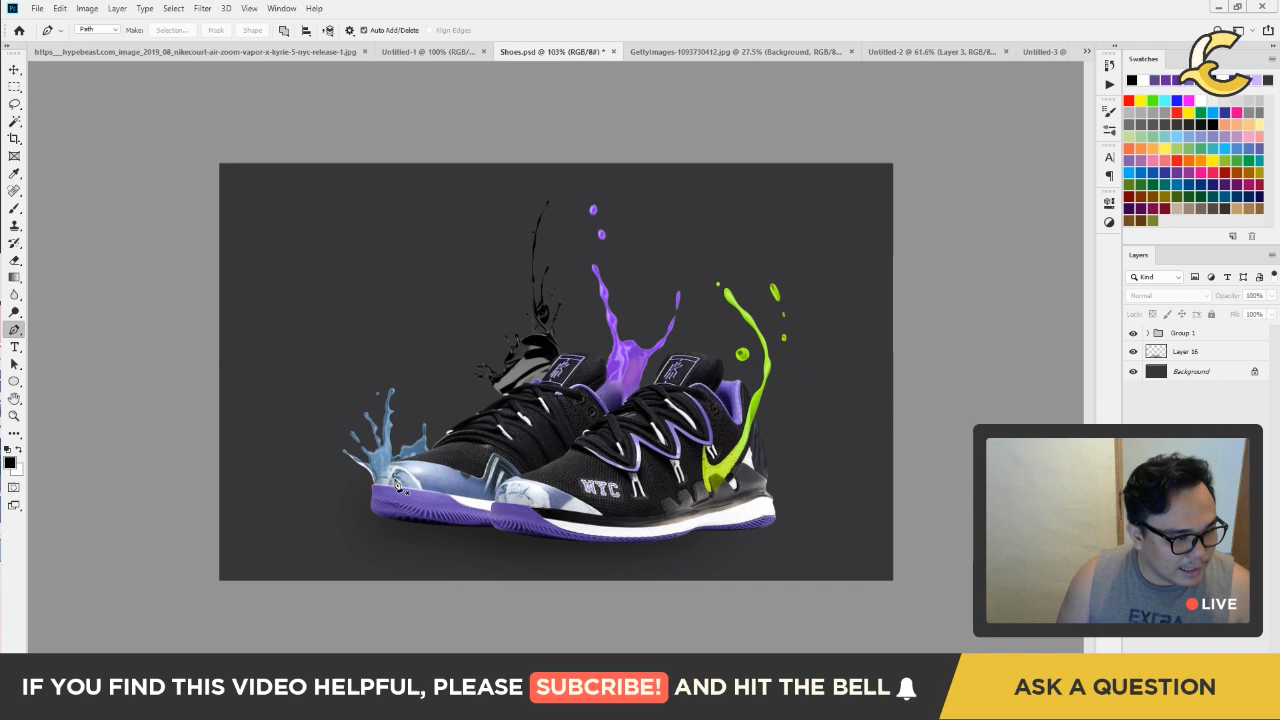 Ps File Edit Image Layer Type Select Filter 3D View Window Help
Path Make: Selection... Mask Shape Auto Add/Delete Align Edges
https___hypebeast.com_image_2019_08_nikecourt-air-zoom-vapor-x-kyrie-5-nyc-release-1.jpg × Untitled-1 @ 100% (RGB/... × Shoes.psd @ 103% (RGB/8#) * × GettyImages-1093730412.jpg @ 27.5% (Background, RGB/8... × Untitled-2 @ 61.6% (Layer 3, RGB/8... × Untitled-3 @
Swatches
Layers
Kind
Normal Opacity: 100%
Lock: Fill: 100%
Group 1
Layer 16
Background
NYC
EXTRA
LIVE
IF YOU FIND THIS VIDEO HELPFUL, PLEASE SUBCRIBE! AND HIT THE BELL
ASK A QUESTION